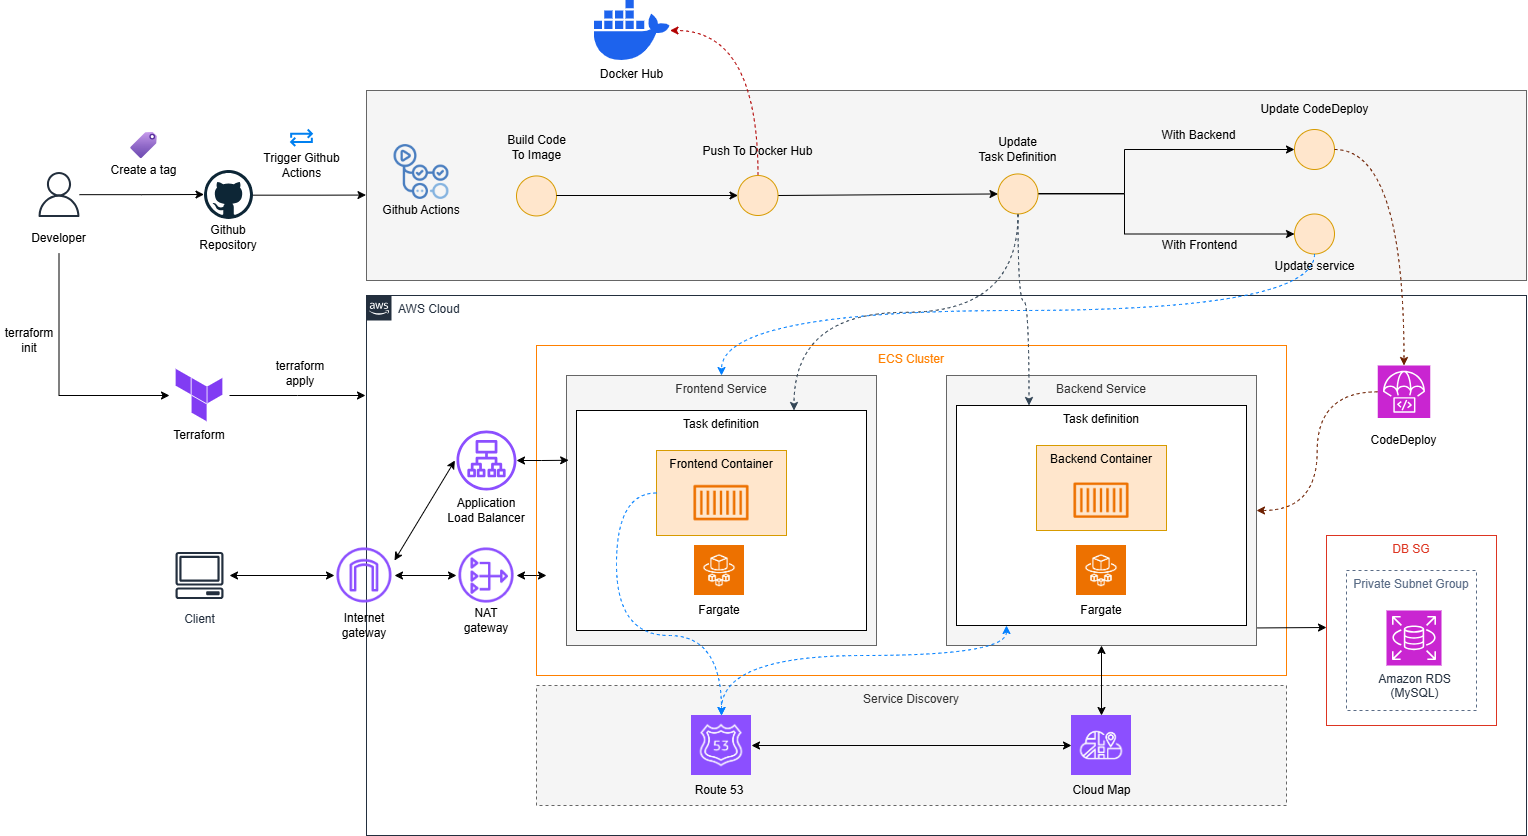 Docker Hub
Create a tag
Trigger Github
Actions
Developer
Github
Repository
Github Actions
Build Code
To Image
Push To Docker Hub
Update
Task Definition
With Backend
With Frontend
Update CodeDeploy
Update service
terraform
init
Terraform
terraform
apply
aws
AWS Cloud
ECS Cluster
Frontend Service
Task definition
Frontend Container
Fargate
Backend Service
Task definition
Backend Container
Fargate
CodeDeploy
</>
Application
Load Balancer
Client
Internet
gateway
NAT
gateway
DB SG
Private Subnet Group
Amazon RDS
(MySQL)
Service Discovery
53
Route 53
Cloud Map